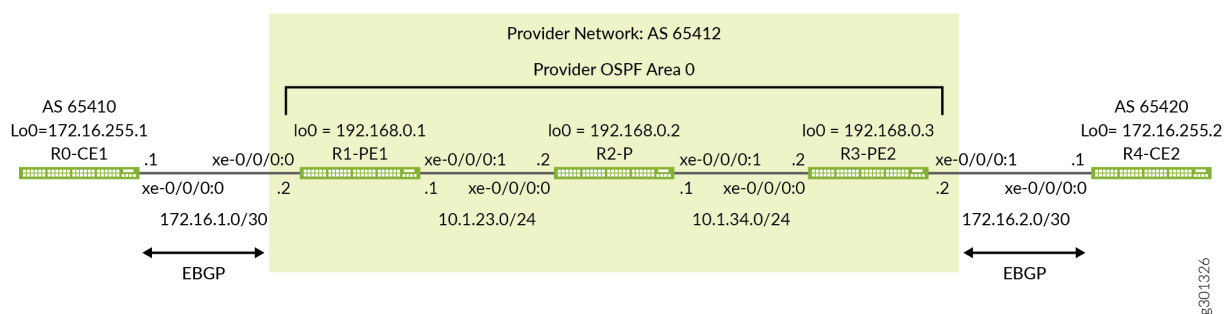 Provider Network: AS 65412
Provider OSPF Area 0
AS 65410
Lo0=172.16.255.1
R0-CE1
lo0 = 192.168.0.1
R1-PE1
lo0 = 192.168.0.2
R2-P
lo0 = 192.168.0.3
R3-PE2
AS 65420
Lo0= 172.16.255.2
R4-CE2
.1
xe-0/0/0:0
xe-0/0/0:1
.2
xe-0/0/0:1
.2
xe-0/0/0:1
.1
xe-0/0/0:0
.2
.1
xe-0/0/0:0
.1
xe-0/0/0:0
.2
xe-0/0/0:0
172.16.1.0/30
10.1.23.0/24
10.1.34.0/24
172.16.2.0/30
EBGP
EBGP
g301326